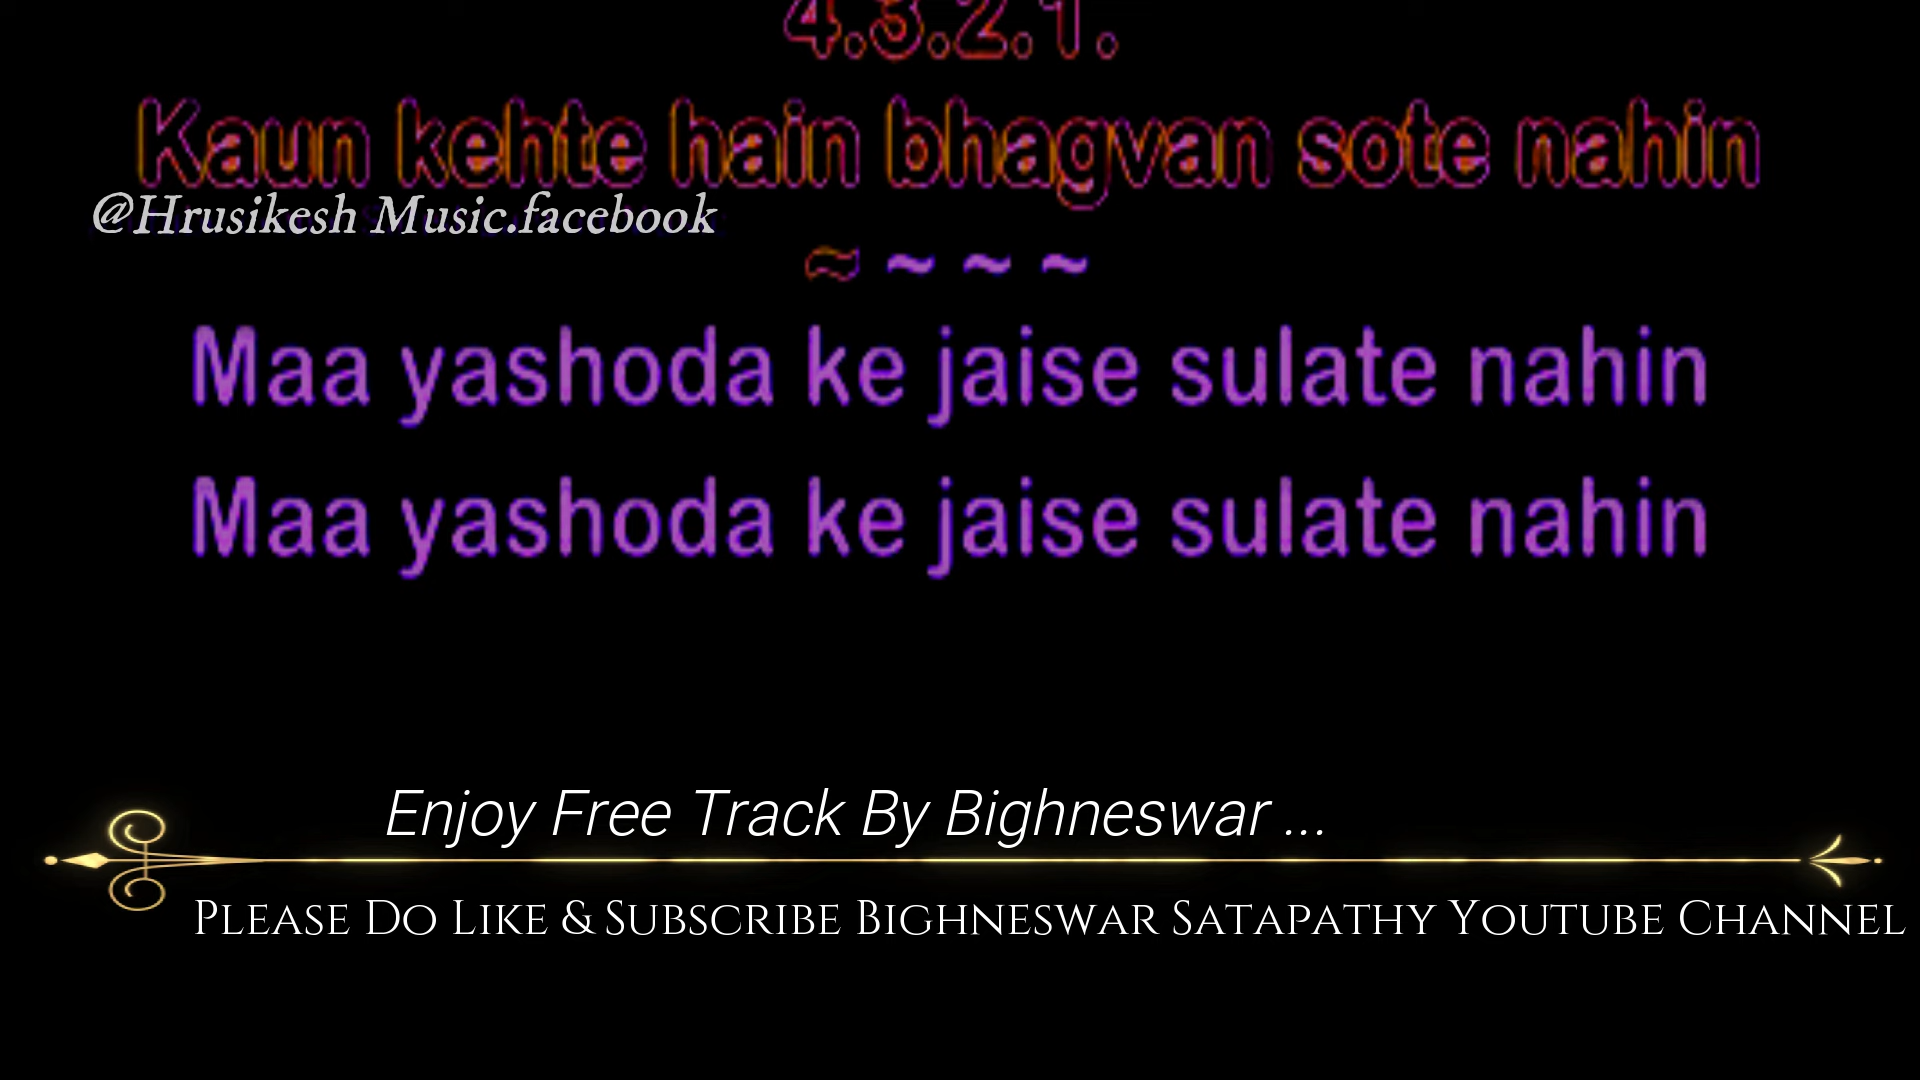 4.3.2.1.
Kaun kehte hain bhagvan sote nahin
@Hrusikesh Music.facebook
~ ~ ~ ~
Maa yashoda ke jaise sulate nahin
Maa yashoda ke jaise sulate nahin
Enjoy Free Track By Bighneswar ...
Please Do Like & Subscribe Bighneswar Satapathy Youtube Channel